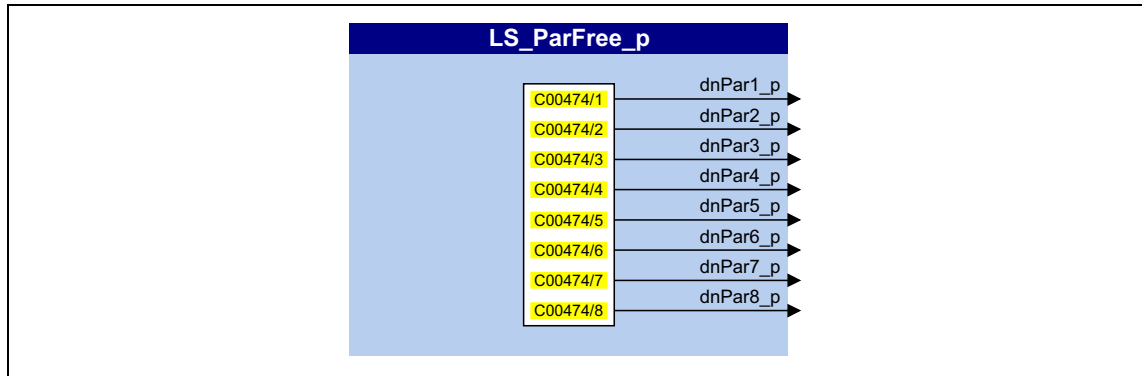 LS_ParFree_p
C00474/1 dnPar1_p
C00474/2 dnPar2_p
C00474/3 dnPar3_p
C00474/4 dnPar4_p
C00474/5 dnPar5_p
C00474/6 dnPar6_p
C00474/7 dnPar7_p
C00474/8 dnPar8_p